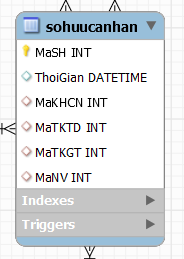 sohuucanhan
MaSH INT
ThoiGian DATETIME
MaKHCN INT
MaTKTD INT
MaTKGT INT
MaNV INT
Indexes
Triggers